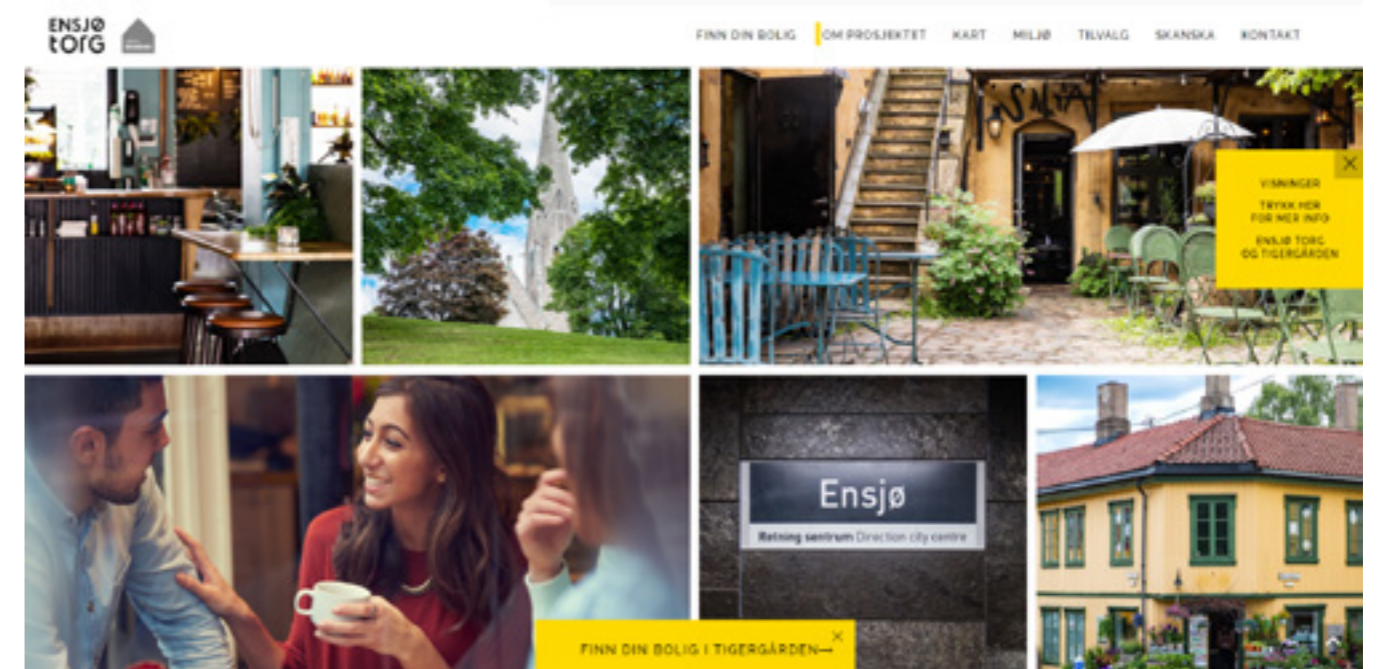 ENSJØ
tORG
FINN DIN BOLIG
OM PROSJEKTET
KART
MILJØ
TILVALG
SKANSKA
KONTAKT
VISNINGER
TRYKK HER
FOR MER INFO
ENSJØ TORG
OG TIGERGÅRDEN
Ensjø
Retning sentrum Direction city centre
FINN DIN BOLIG I TIGERGÅRDEN→